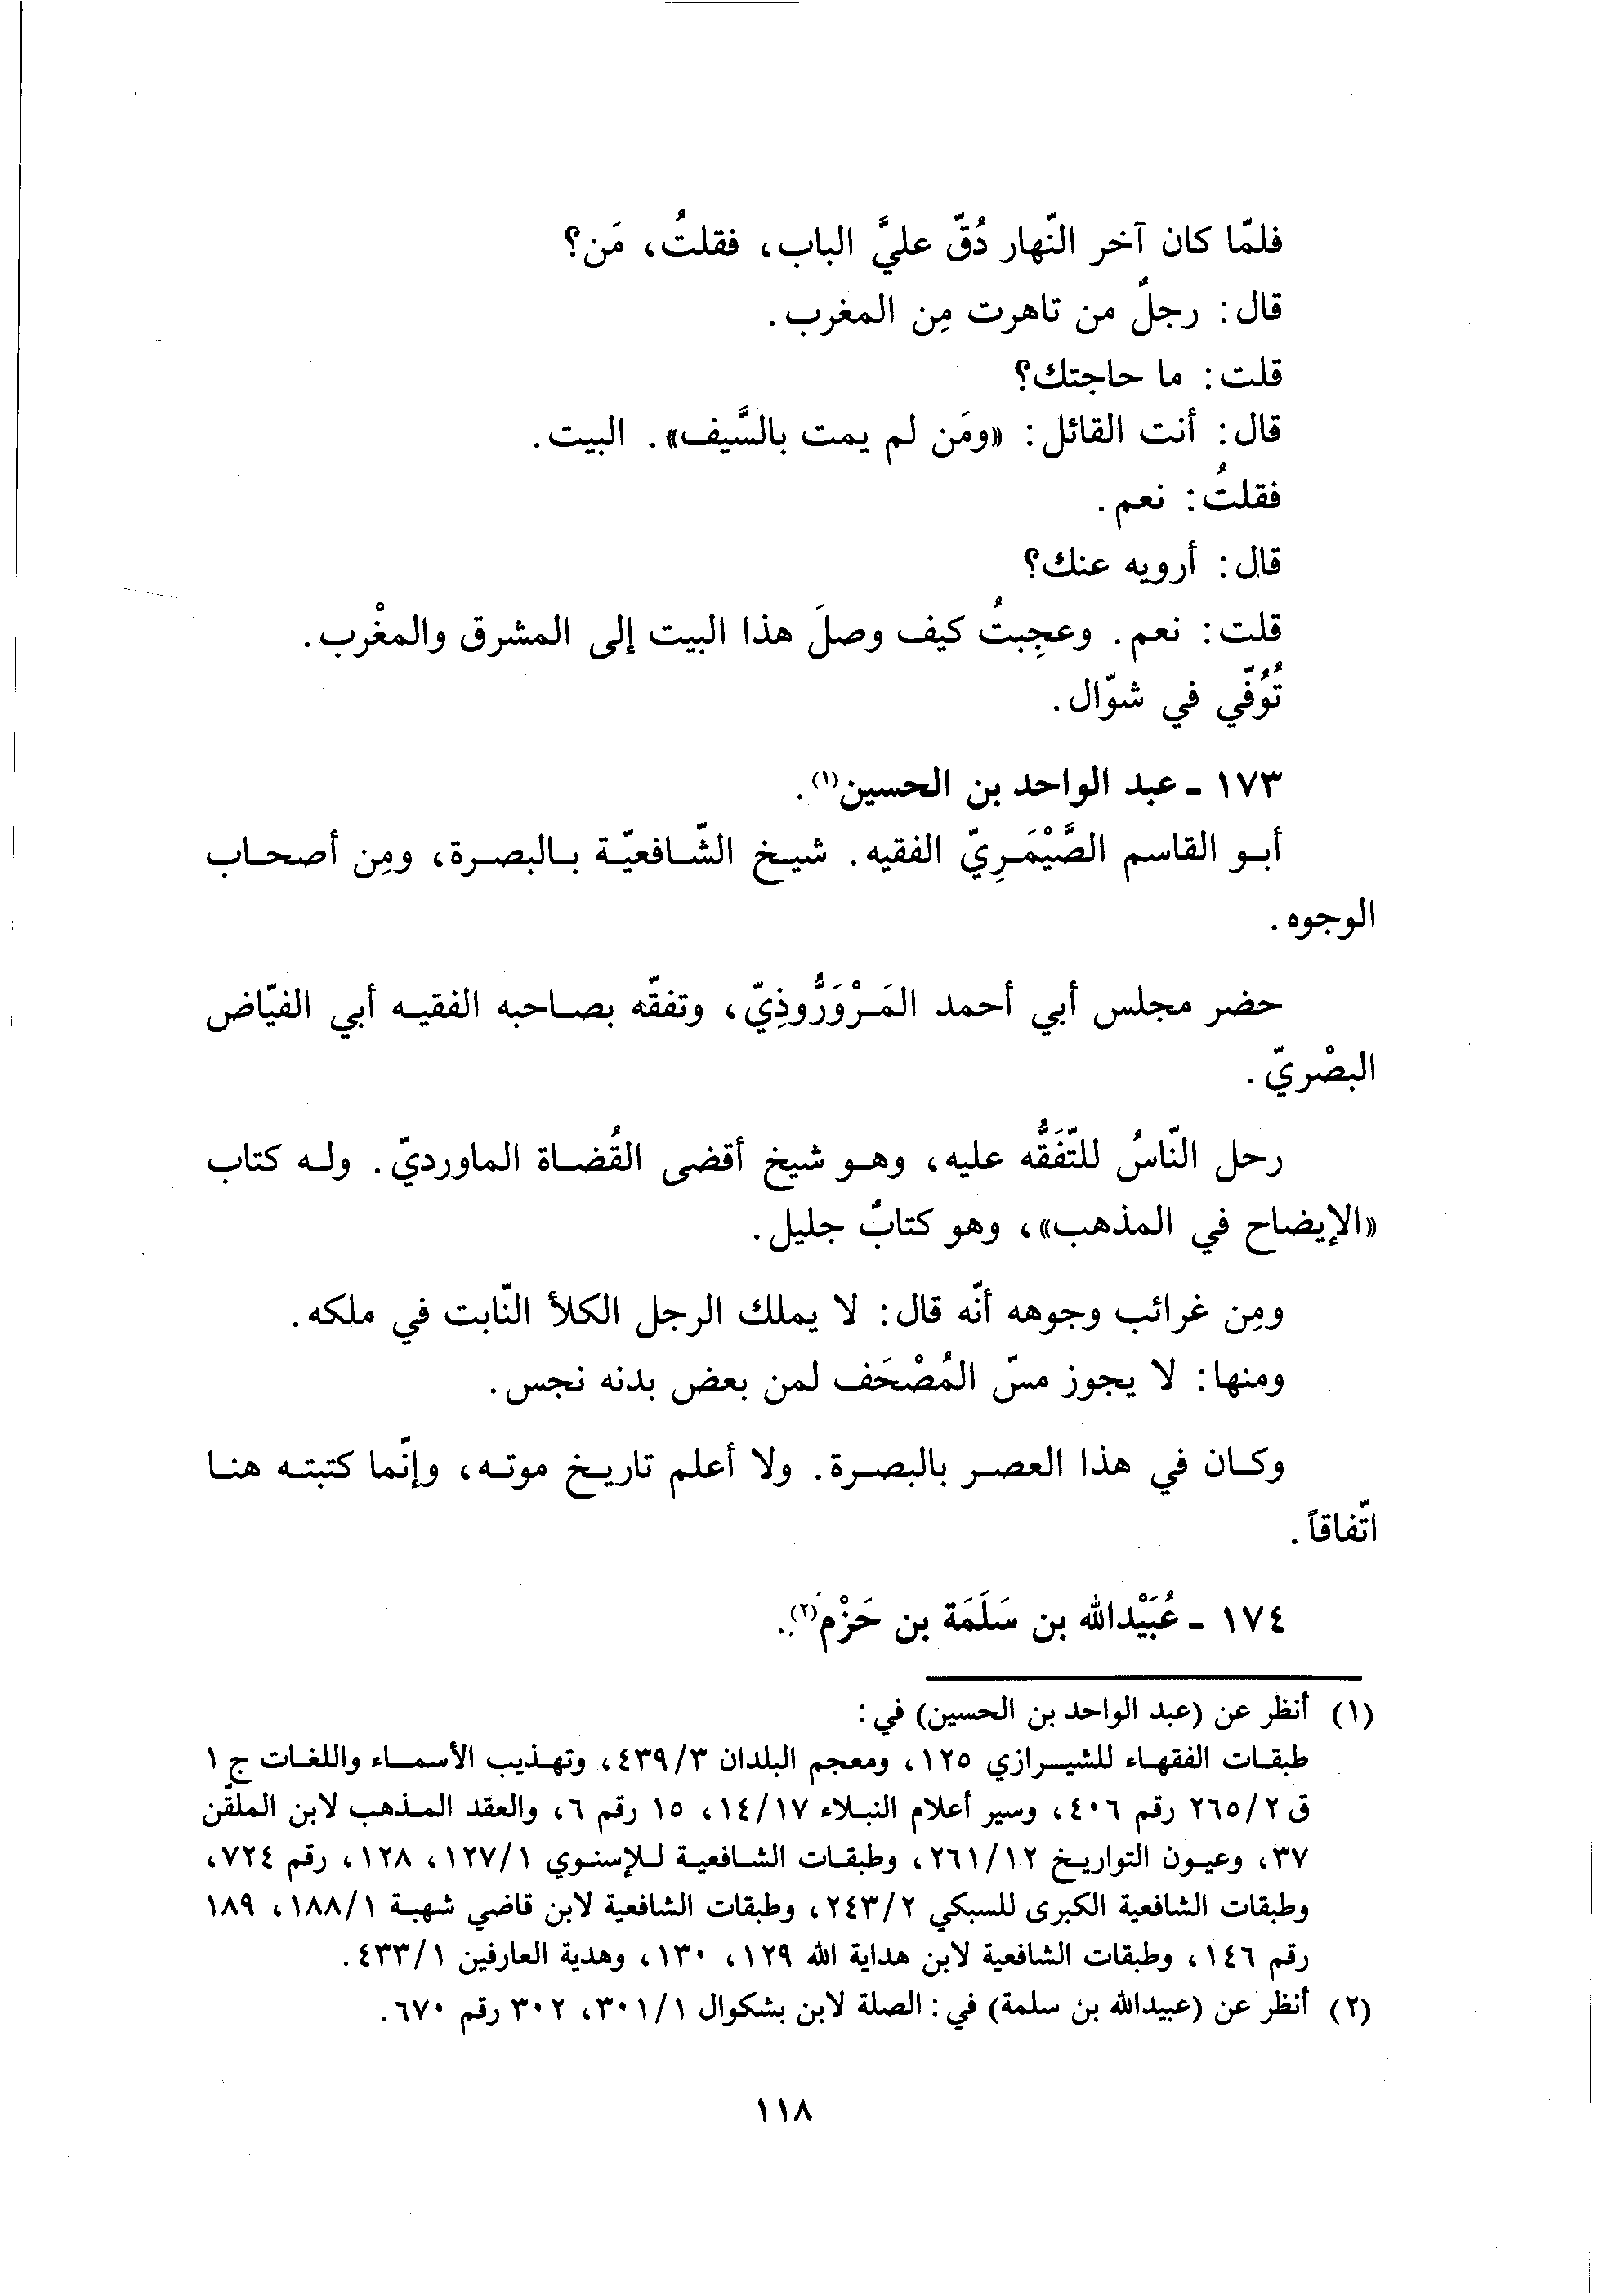 فلمّا كان آخر النّهار دُقّ عليَّ الباب، فقلتُ، مَن؟
قال: رجلٌ من تاهرت مِن المغرب.
قلت: ما حاجتك؟
قال: أنت القائل: «ومَن لم يمت بالسَّيف». البيت.
فقلتُ: نعم.
قال: أرويه عنك؟
قلت: نعم. وعجِبتُ كيف وصلَ هذا البيت إلى المشرق والمغْرب.
تُوُفّي في شوّال.
١٧٣ - عبد الواحد بن الحسين(١).
أبو القاسم الصَّيْمَرِيّ الفقيه. شيخ الشّافعيّة بالبصرة، ومِن أصحاب
الوجوه.
حضر مجلس أبي أحمد المَرْوَرُّوذِيّ، وتفقّه بصاحبه الفقيه أبي الفيّاض
البصْريّ.
رحل النّاسُ للتّفَقُّه عليه، وهو شيخ أقضى القُضاة الماورديّ. وله كتاب
«الإيضاح في المذهب»، وهو كتابٌ جليل.
ومِن غرائب وجوهه أنّه قال: لا يملك الرجل الكلأ النّابت في ملكه.
ومنها: لا يجوز مسّ المُصْحَف لمن بعض بدنه نجس.
وكان في هذا العصر بالبصرة. ولا أعلم تاريخ موته، وإنّما كتبته هنا
اتّفاقاً.
١٧٤ - عُبَيْدالله بن سَلَمَة بن حَزْم(٢).
(١) أنظر عن (عبد الواحد بن الحسين) في:
طبقات الفقهاء للشيرازي ١٢٥، ومعجم البلدان ٤٣٩/٣، وتهذيب الأسماء واللغات ج ١
ق ٢٦٥/٢ رقم ٤٠٦، وسير أعلام النبلاء ١٤/١٧، ١٥ رقم ٦، والعقد المذهب لابن الملقّن
٣٧، وعيون التواريخ ٢٦١/١٢، وطبقات الشافعية للإسنوي ١٢٧/١، ١٢٨، رقم ٧٢٤،
وطبقات الشافعية الكبرى للسبكي ٢٤٣/٢، وطبقات الشافعية لابن قاضي شهبة ١٨٨/١، ١٨٩
رقم ١٤٦، وطبقات الشافعية لابن هداية الله ١٢٩، ١٣٠، وهدية العارفين ٤٣٣/١.
(٢) أنظر عن (عبيدالله بن سلمة) في: الصلة لابن بشكوال ٣٠١/١، ٣٠٢ رقم ٦٧٠.
١١٨